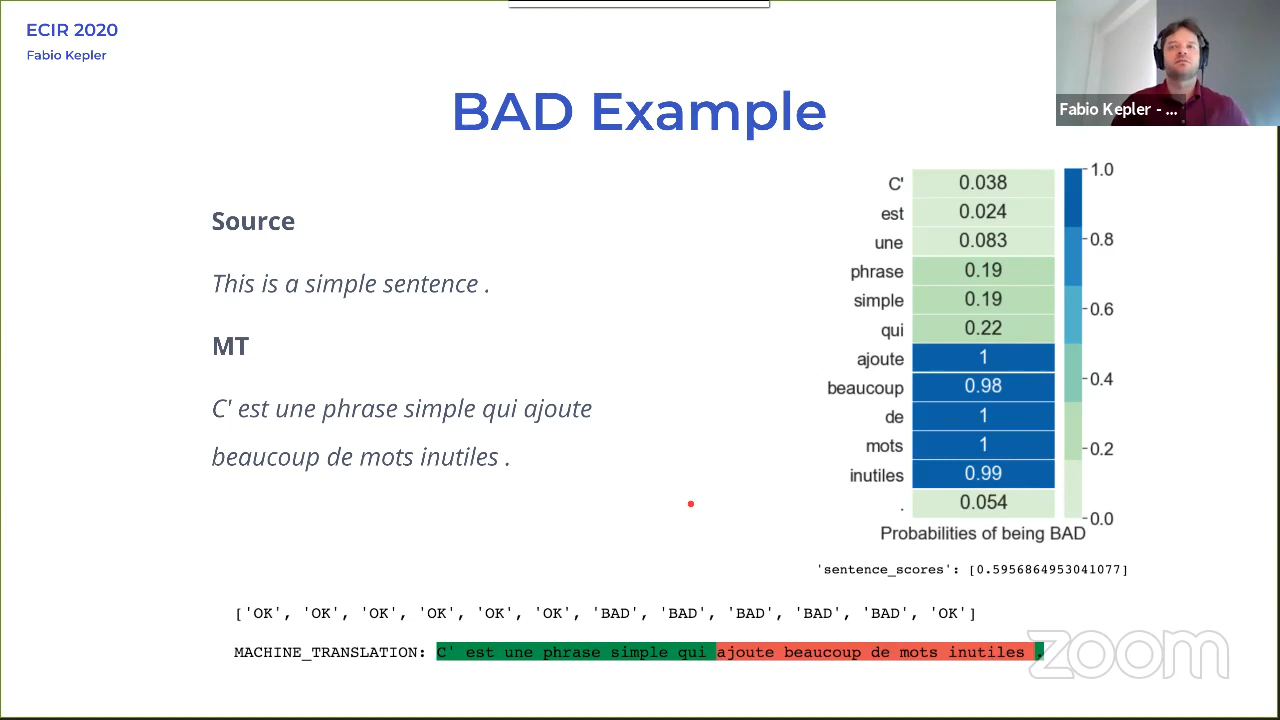 ECIR 2020
Fabio Kepler
BAD Example
Fabio Kepler - ...
Source
This is a simple sentence .
MT
C' est une phrase simple qui ajoute
beaucoup de mots inutiles .
C' 0.038
est 0.024
une 0.083
phrase 0.19
simple 0.19
qui 0.22
ajoute 1
beaucoup 0.98
de 1
mots 1
inutiles 0.99
. 0.054
1.0
0.8
0.6
0.4
0.2
0.0
Probabilities of being BAD
'sentence_scores': [0.5956864953041077]
['OK', 'OK', 'OK', 'OK', 'OK', 'OK', 'BAD', 'BAD', 'BAD', 'BAD', 'BAD', 'OK']
MACHINE_TRANSLATION: C' est une phrase simple qui ajoute beaucoup de mots inutiles .
zoom